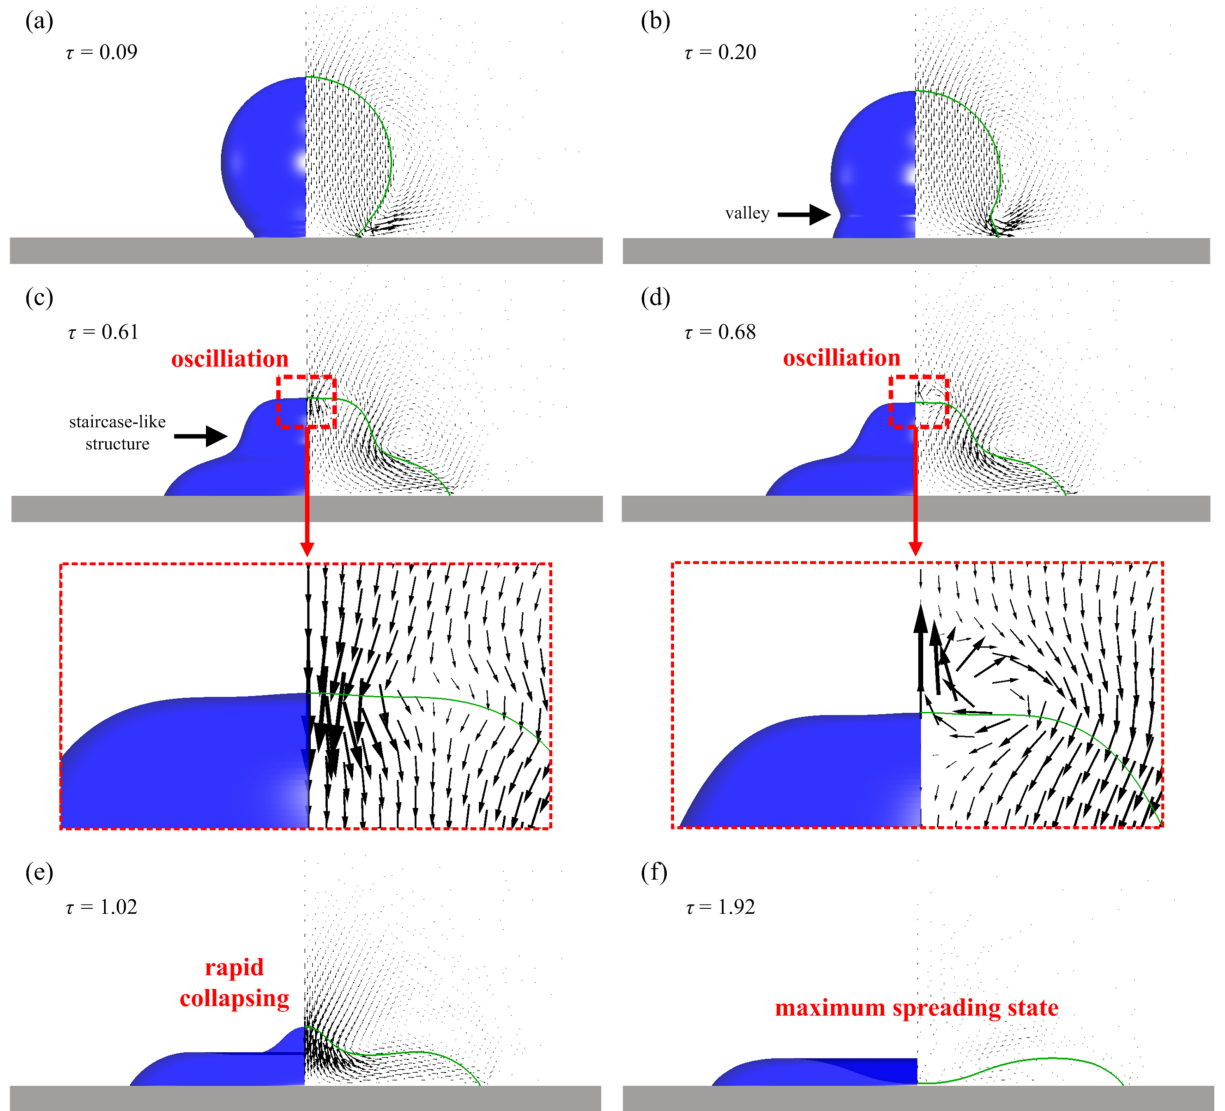 (a)
τ = 0.09
(b)
τ = 0.20
valley
(c)
τ = 0.61
oscilliation
staircase-like
structure
(d)
τ = 0.68
oscilliation
(e)
τ = 1.02
rapid
collapsing
(f)
τ = 1.92
maximum spreading state